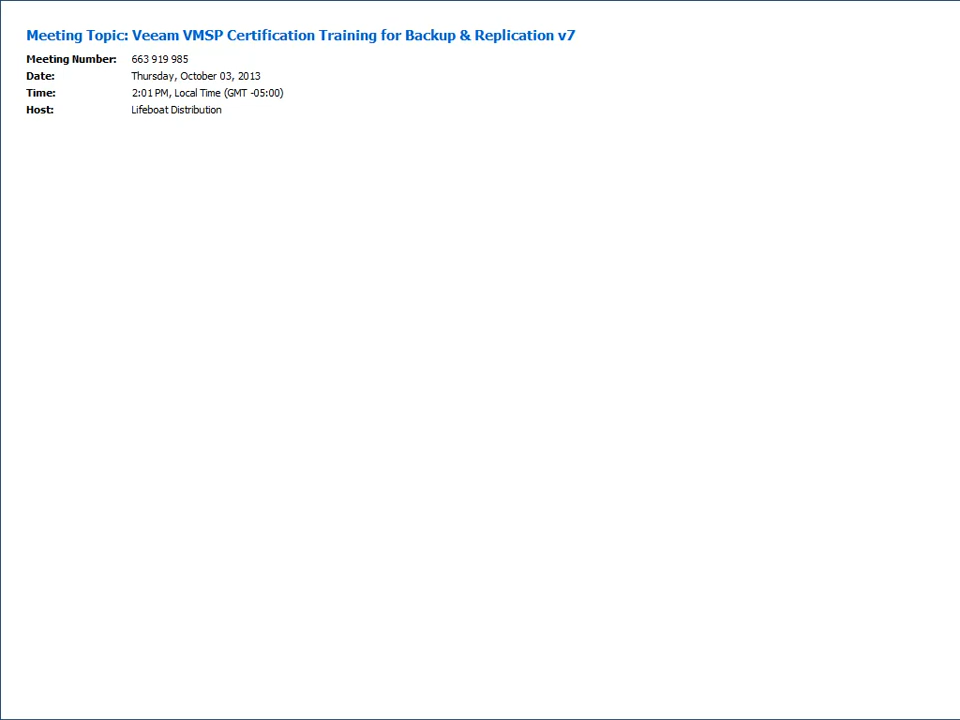 Meeting Topic: Veeam VMSP Certification Training for Backup & Replication v7
Meeting Number: 663 919 985
Date: Thursday, October 03, 2013
Time: 2:01 PM, Local Time (GMT -05:00)
Host: Lifeboat Distribution